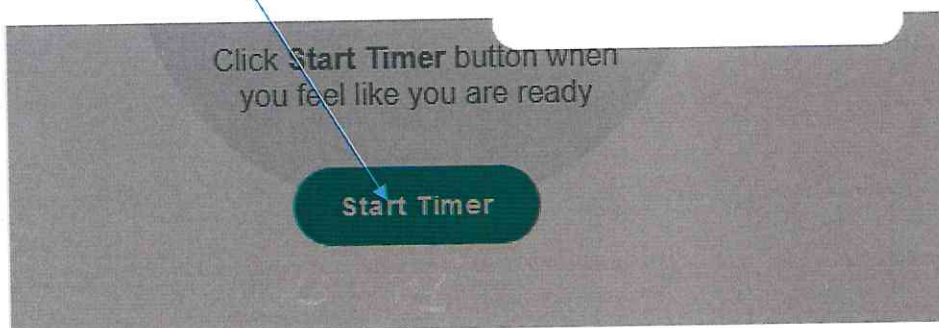 Click Start Timer button when
you feel like you are ready
Start Timer